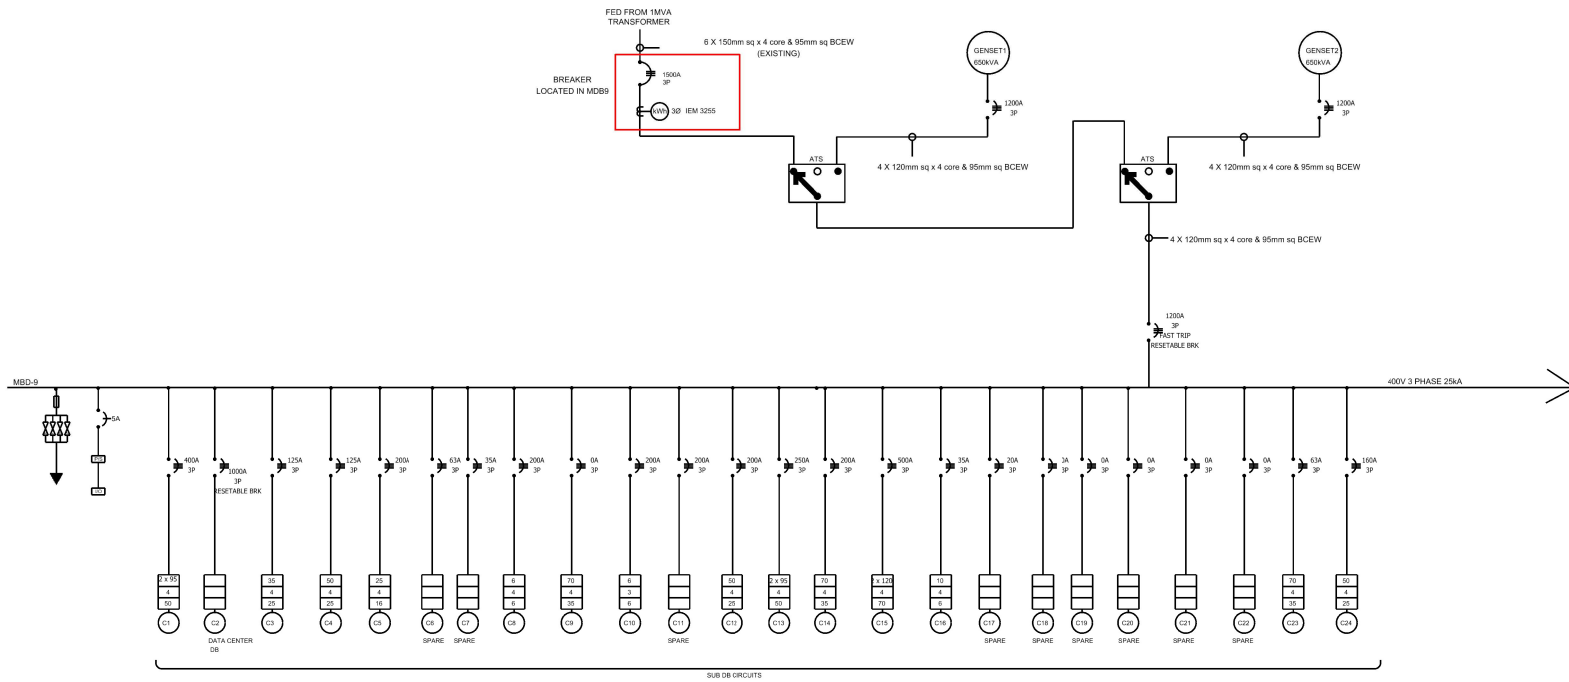 FED FROM 1MVA
TRANSFORMER
6 X 150mm sq x 4 core & 95mm sq BCEW
(EXISTING)
BREAKER
LOCATED IN MDB9
1500A
3P
kWh
3Ø IEM 3255
GENSET1
650kVA
1200A
3P
GENSET2
650kVA
1200A
3P
ATS
4 X 120mm sq x 4 core & 95mm sq BCEW
ATS
4 X 120mm sq x 4 core & 95mm sq BCEW
4 X 120mm sq x 4 core & 95mm sq BCEW
1200A
3P
FAST TRIP
RESETABLE BRK
MBD-9
400V 3 PHASE 25kA
5A
400A
3P
1000A
3P
RESETABLE BRK
125A
3P
125A
3P
200A
3P
63A
3P
35A
3P
200A
3P
0A
3P
200A
3P
200A
3P
200A
3P
250A
3P
200A
3P
500A
3P
35A
3P
20A
3P
3P
0A
3P
0A
3P
0A
3P
0A
3P
63A
3P
160A
3P
2 x 95 35 50 25 6 70 6 50 2 x 95 70 2 x 120 10 70 50
4 4 4 4 4 4 3 4 4 4 4 4 4 4
50 25 25 16 6 35 6 25 50 35 70 6 35 25
C1 C2 C3 C4 C5 C6 C7 C8 C9 C10 C11 C12 C13 C14 C15 C16 C17 C18 C19 C20 C21 C22 C23 C24
DATA CENTER
DB
SPARE SPARE SPARE SPARE SPARE SPARE SPARE SPARE
SUB DB CIRCUITS